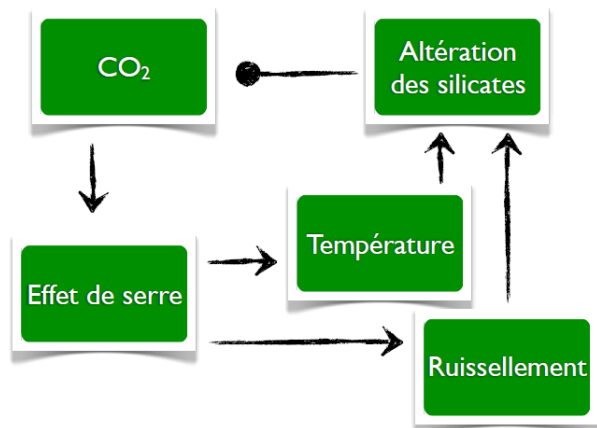 CO₂
Altération
des silicates
Température
Effet de serre
Ruissellement